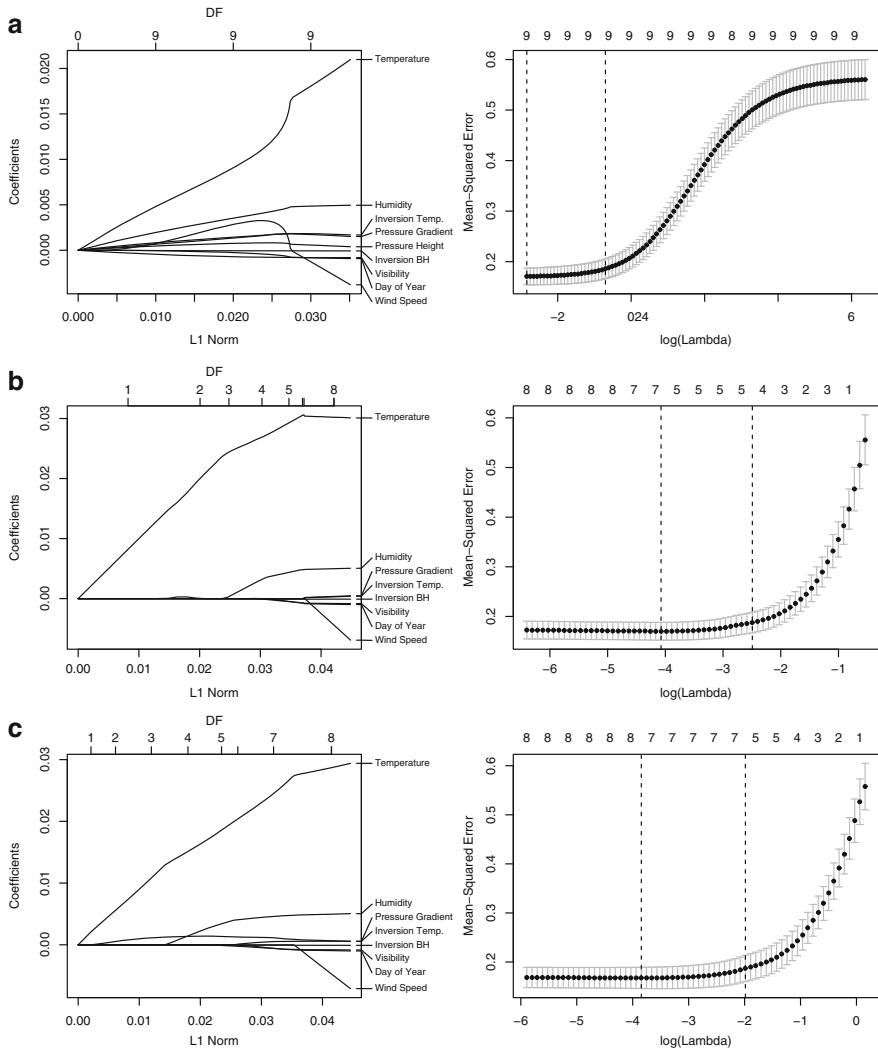 a
DF
0 9 9 9
Coefficients
0.020
0.015
0.010
0.005
0.000
Temperature
Humidity
Inversion Temp.
Pressure Gradient
Pressure Height
Inversion BH
Visibility
Day of Year
Wind Speed
0.000 0.010 0.020 0.030
L1 Norm
9 9 9 9 9 9 9 9 9 8 9 9 9 9 9
Mean−Squared Error
0.6
0.5
0.4
0.3
0.2
−2 024 6
log(Lambda)
b
DF
1 2 3 4 5 8
Coefficients
0.03
0.02
0.01
0.00
Temperature
Humidity
Pressure Gradient
Inversion Temp.
Inversion BH
Visibility
Day of Year
Wind Speed
0.00 0.01 0.02 0.03 0.04
L1 Norm
8 8 8 8 8 7 7 5 5 5 5 4 3 2 3 1
Mean−Squared Error
0.6
0.5
0.4
0.3
0.2
−6 −5 −4 −3 −2 −1
log(Lambda)
c
DF
1 2 3 4 5 7 8
Coefficients
0.03
0.02
0.01
0.0
Temperature
Humidity
Pressure Gradient
Inversion Temp.
Inversion BH
Visibility
Day of Year
Wind Speed
0.00 0.01 0.02 0.03 0.04
L1 Norm
8 8 8 8 8 8 7 7 7 7 7 5 5 4 3 2 1
Mean−Squared Error
0.6
0.5
0.4
0.3
0.2
−6 −5 −4 −3 −2 −1 0
log(Lambda)